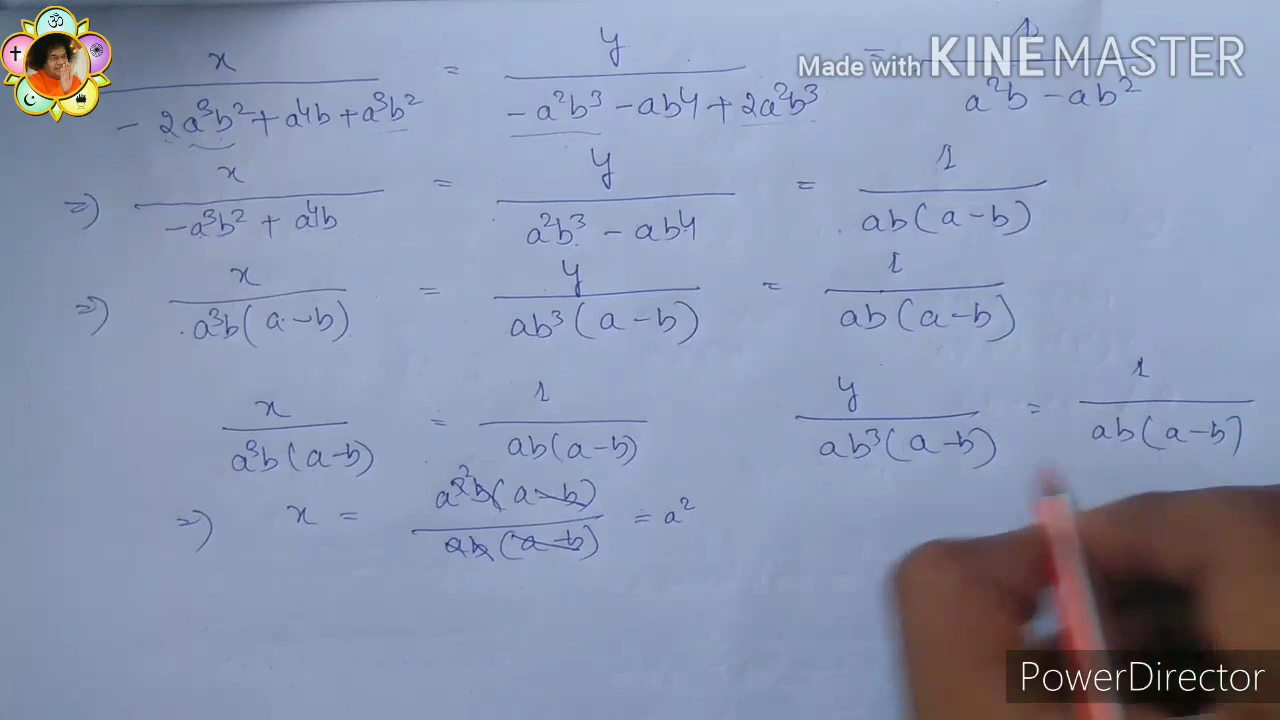 Made with KINEMASTER
x / (-2a³b² + a⁴b + a³b²) = y / (-a²b³ - ab⁴ + 2a²b³) = 1 / (a²b - ab²)
=) x / (-a³b² + a⁴b) = y / (a²b³ - ab⁴) = 1 / (ab(a-b))
=) x / (a³b(a-b)) = y / (ab³(a-b)) = 1 / (ab(a-b))
x / (a³b(a-b)) = 1 / (ab(a-b)) y / (ab³(a-b)) = 1 / (ab(a-b))
=) x = a³b(a-b) / (ab(a-b)) = a²
PowerDirector